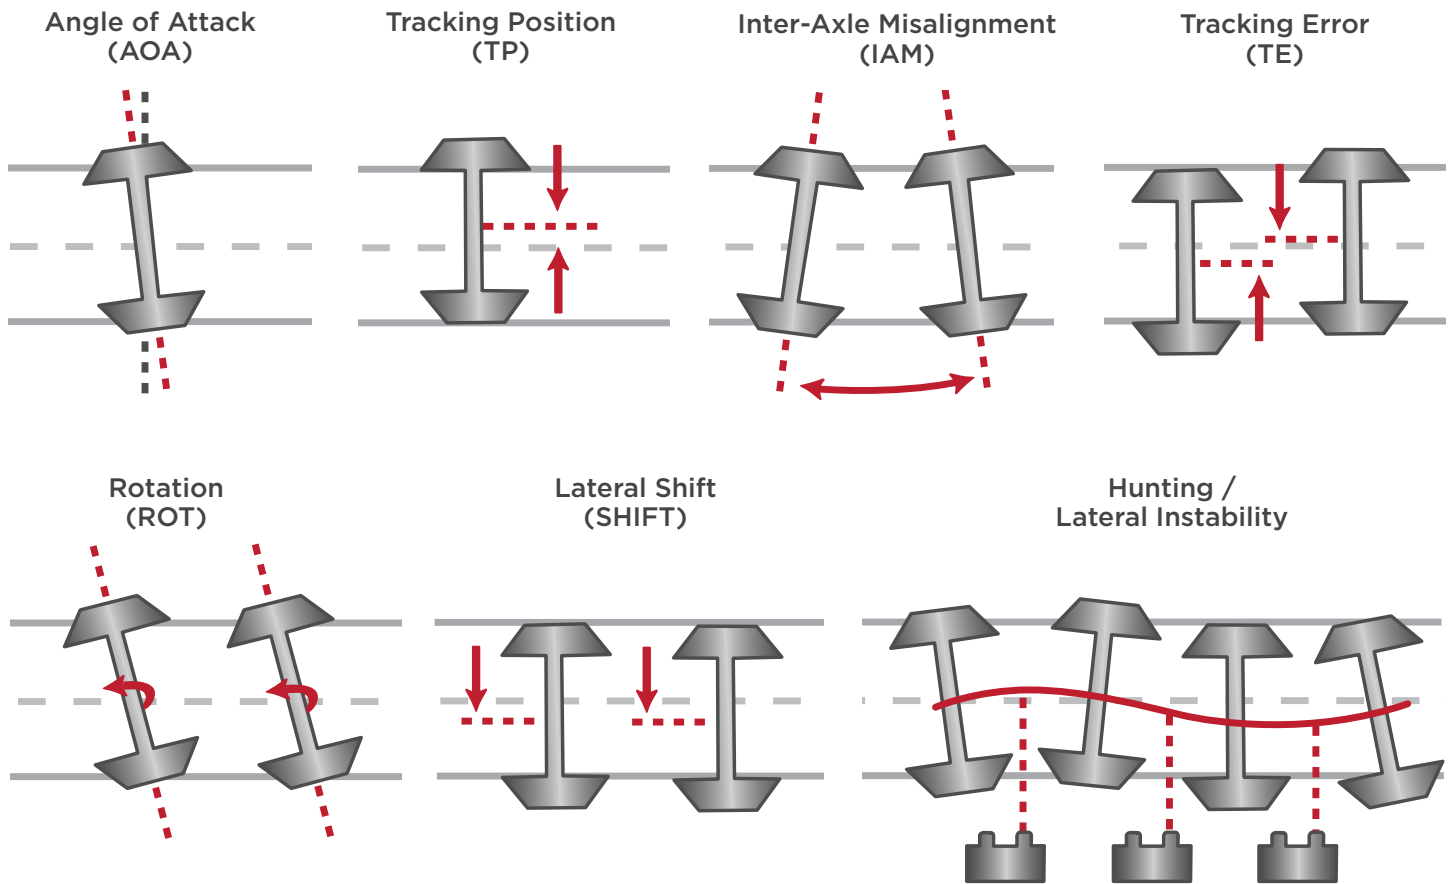 Angle of Attack
(AOA)
Tracking Position
(TP)
Inter-Axle Misalignment
(IAM)
Tracking Error
(TE)
Rotation
(ROT)
Lateral Shift
(SHIFT)
Hunting /
Lateral Instability